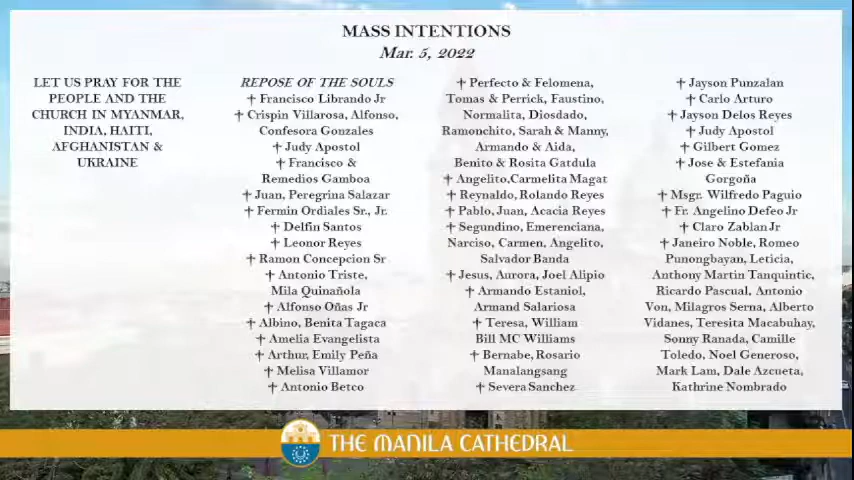 MASS INTENTIONS
Mar. 5, 2022
LET US PRAY FOR THE
PEOPLE AND THE
CHURCH IN MYANMAR,
INDIA, HAITI,
AFGHANISTAN &
UKRAINE
REPOSE OF THE SOULS
✝ Francisco Librando Jr
✝ Crispin Villarosa, Alfonso,
Confesora Gonzales
✝ Judy Apostol
✝ Francisco &
Remedios Gamboa
✝ Juan, Peregrina Salazar
✝ Fermin Ordiales Sr., Jr.
✝ Delfin Santos
✝ Leonor Reyes
✝ Ramon Concepcion Sr
✝ Antonio Triste,
Mila Quinañola
✝ Alfonso Oñas Jr
✝ Albino, Benita Tagaca
✝ Amelia Evangelista
✝ Arthur, Emily Peña
✝ Melisa Villamor
✝ Antonio Betco
✝ Perfecto & Felomena,
Tomas & Perrick, Faustino,
Normalita, Diosdado,
Ramonchito, Sarah & Manny,
Armando & Aida,
Benito & Rosita Gatdula
✝ Angelito,Carmelita Magat
✝ Reynaldo, Rolando Reyes
✝ Pablo, Juan, Acacia Reyes
✝ Segundino, Emerenciana,
Narciso, Carmen, Angelito,
Salvador Banda
✝ Jesus, Aurora, Joel Alipio
✝ Armando Estaniol,
Armand Salariosa
✝ Teresa, William
Bill MC Williams
✝ Bernabe, Rosario
Manalangsang
✝ Severa Sanchez
✝ Jayson Punzalan
✝ Carlo Arturo
✝ Jayson Delos Reyes
✝ Judy Apostol
✝ Gilbert Gomez
✝ Jose & Estefania
Gorgoña
✝ Msgr. Wilfredo Paguio
✝ Fr. Angelino Defeo Jr
✝ Claro Zablan Jr
✝ Janeiro Noble, Romeo
Punongbayan, Leticia,
Anthony Martin Tanquintic,
Ricardo Pascual, Antonio
Von, Milagros Serna, Alberto
Vidanes, Teresita Macabuhay,
Sonny Ranada, Camille
Toledo, Noel Generoso,
Mark Lam, Dale Azcueta,
Kathrine Nombrado
THE MANILA CATHEDRAL